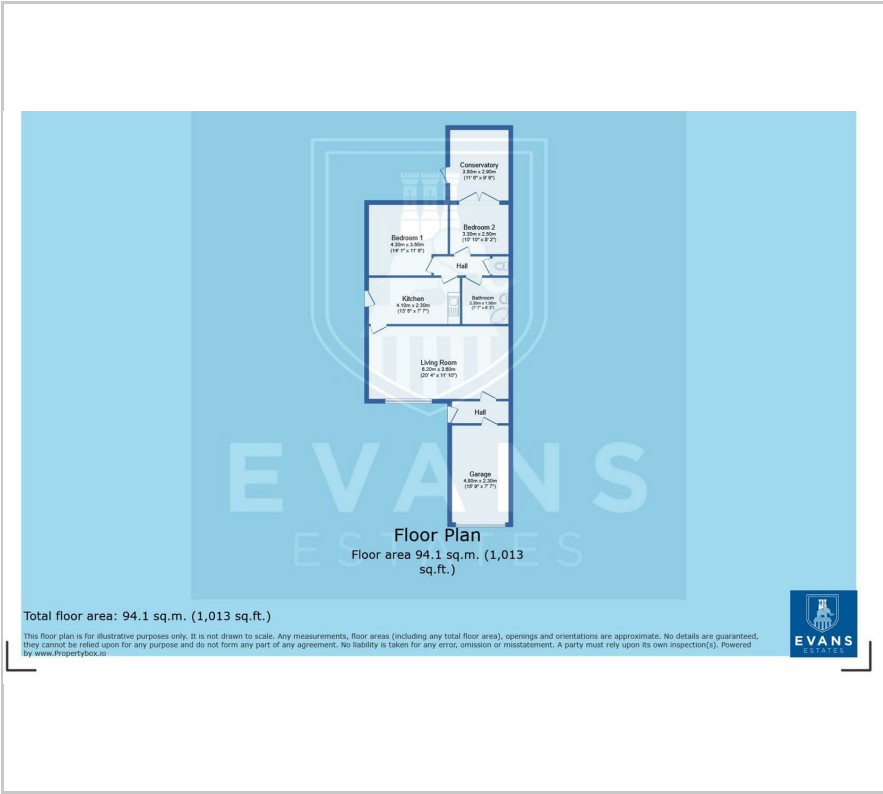 Conservatory
3.50m x 2.90m
(11' 6" x 9' 6")
Bedroom 1
4.30m x 3.50m
(14' 1" x 11' 6")
Bedroom 2
3.30m x 2.50m
(10' 10" x 8' 2")
Hall
Kitchen
4.10m x 2.30m
(13' 5" x 7' 7")
Bathroom
2.30m x 1.90m
(7' 7" x 6' 2")
Living Room
6.20m x 3.60m
(20' 4" x 11' 10")
Hall
Garage
4.80m x 2.30m
(15' 9" x 7' 7")
EVANS
ESTATES
Floor Plan
Floor area 94.1 sq.m. (1,013
sq.ft.)
Total floor area: 94.1 sq.m. (1,013 sq.ft.)
This floor plan is for illustrative purposes only. It is not drawn to scale. Any measurements, floor areas (including any total floor area), openings and orientations are approximate. No details are guaranteed,
they cannot be relied upon for any purpose and do not form any part of any agreement. No liability is taken for any error, omission or misstatement. A party must rely upon its own inspection(s). Powered
by www.Propertybox.io
EVANS
ESTATES